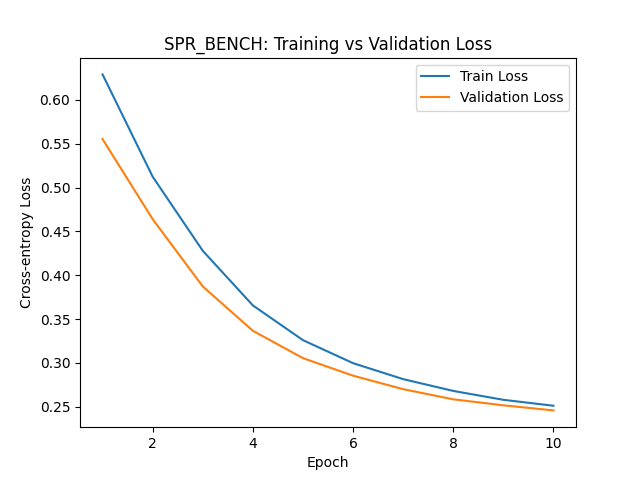 SPR_BENCH: Training vs Validation Loss
Train Loss
Validation Loss
Cross-entropy Loss
0.60
0.55
0.50
0.45
0.40
0.35
0.30
0.25
2
4
6
8
10
Epoch